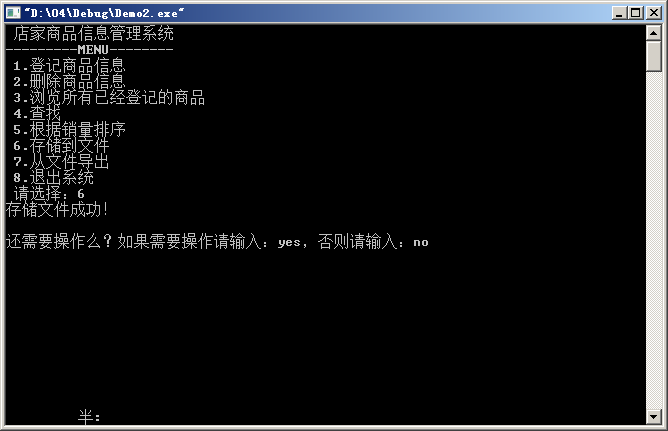 "D:\04\Debug\Demo2.exe"
店家商品信息管理系统
---------MENU--------
1.登记商品信息
2.删除商品信息
3.浏览所有已经登记的商品
4.查找
5.根据销量排序
6.存储到文件
7.从文件导出
8.退出系统
请选择：6
存储文件成功！
还需要操作么？如果需要操作请输入：yes，否则请输入：no
半：